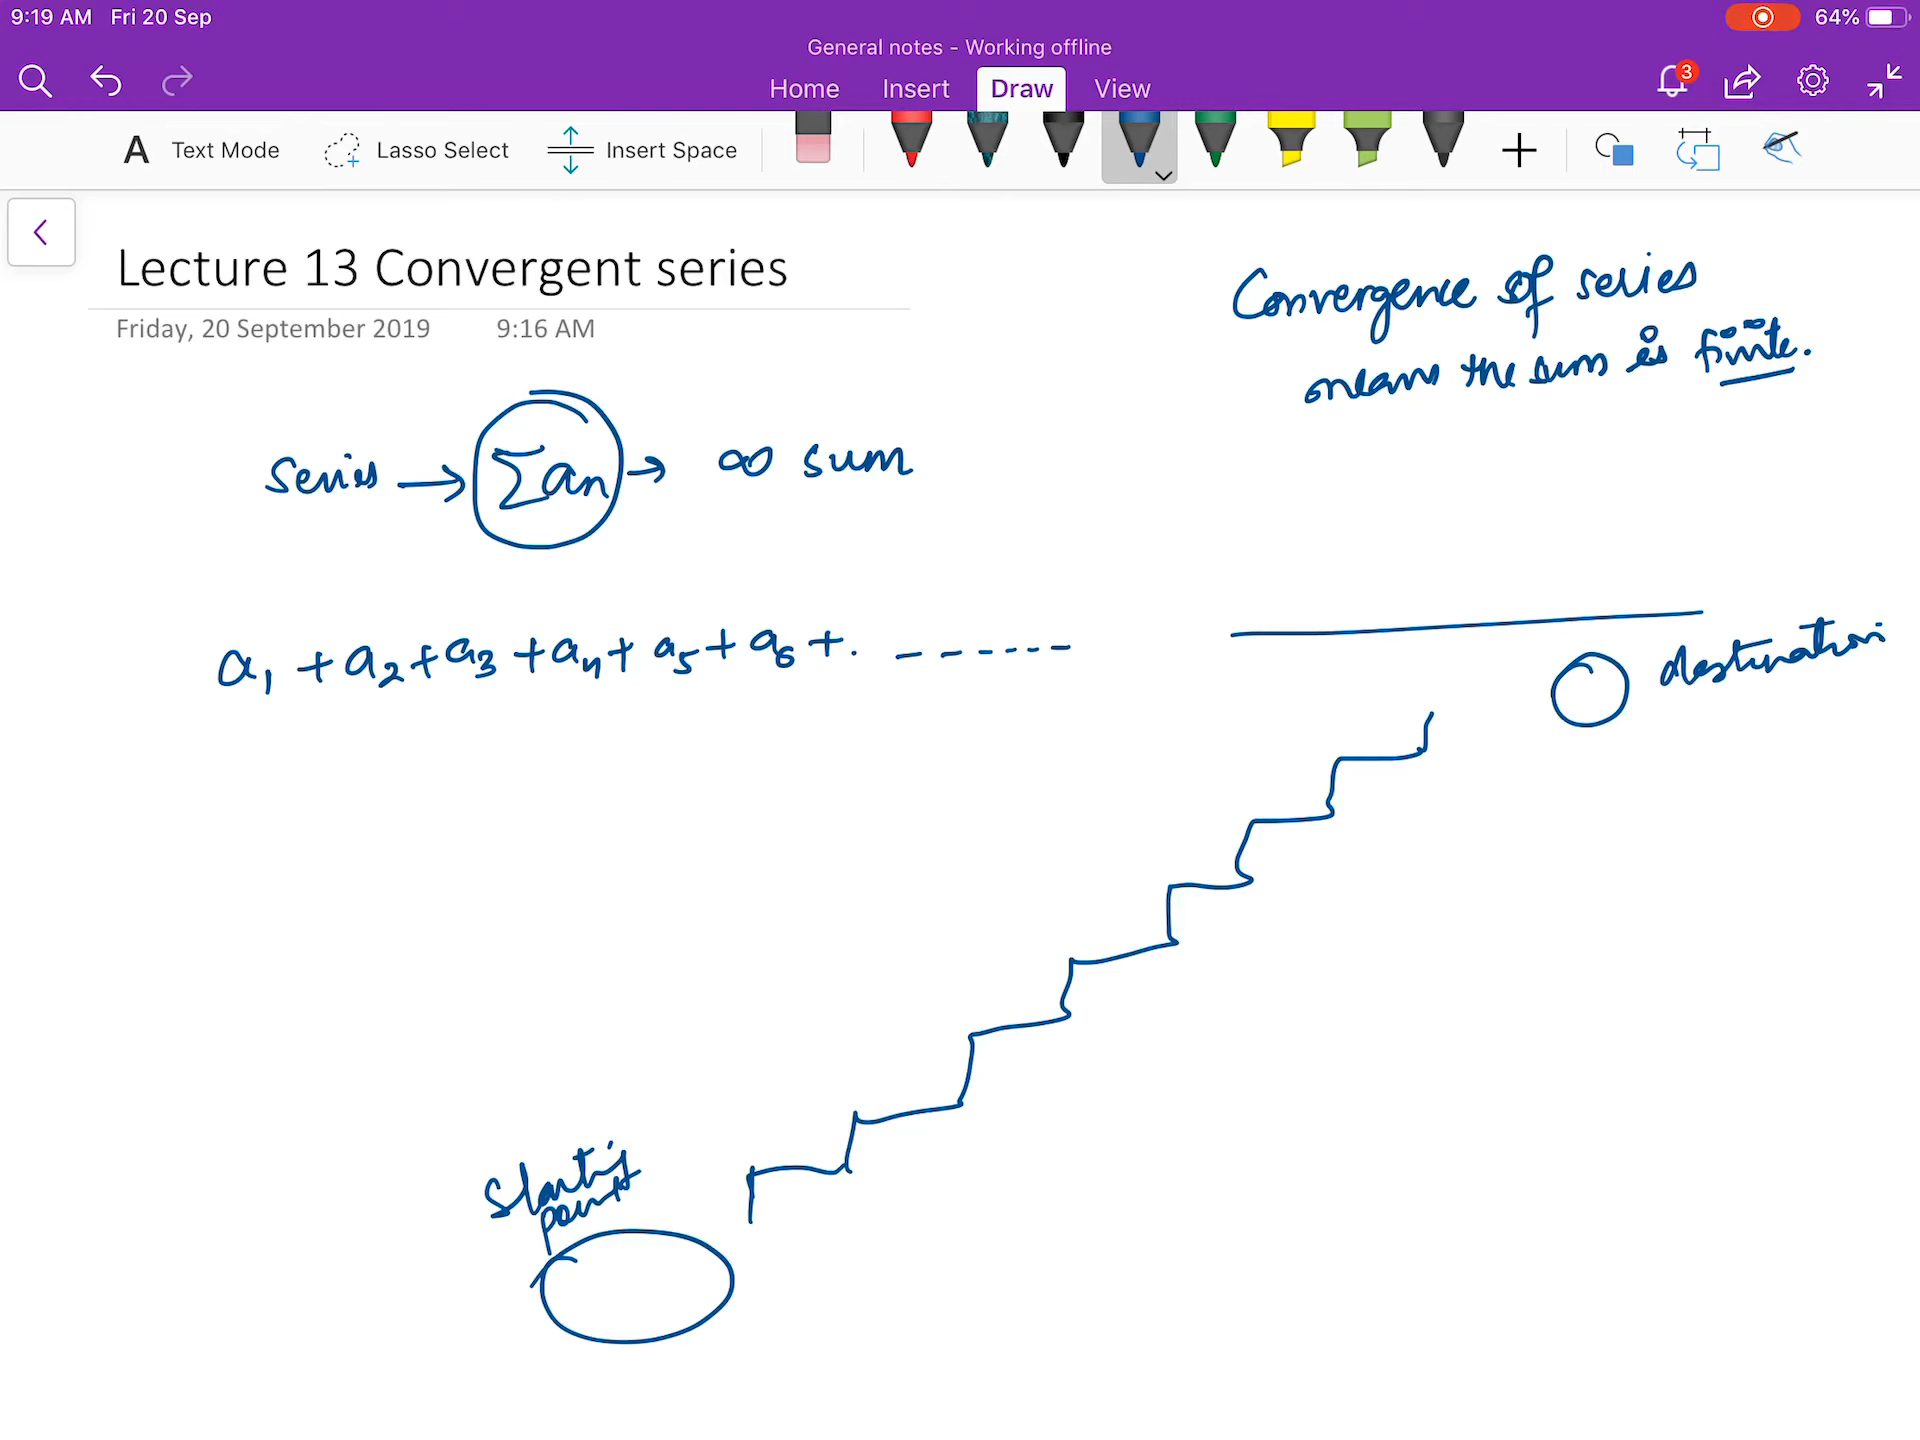 9:19 AM Fri 20 Sep
64%
General notes - Working offline
Home Insert Draw View
3
A Text Mode Lasso Select Insert Space
Lecture 13 Convergent series
Friday, 20 September 2019 9:16 AM
Convergence of series
means the sum is finite.
Series → Σan → ∞ sum
a1 + a2 + a3 + a4 + a5 + a6 + . - - - - - -
destination
Starting
point